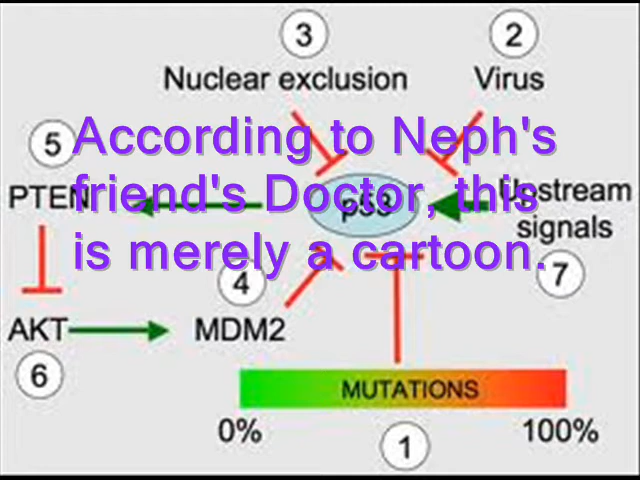 3
2
Nuclear exclusion
Virus
According to Neph's
5
PTEN
friend's Doctor, this
p53
Upstream
signals
is merely a cartoon.
4
7
AKT
MDM2
6
MUTATIONS
0%
100%
1